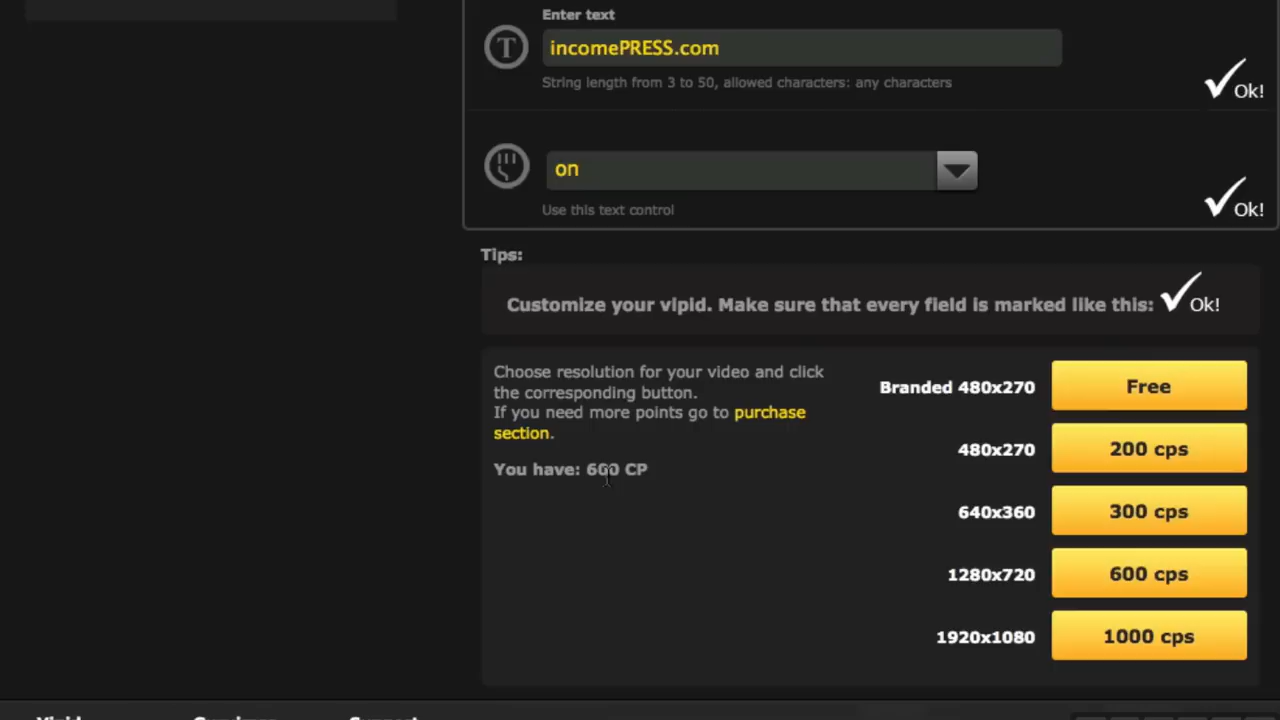 Enter text
T
incomePRESS.com
String length from 3 to 50, allowed characters: any characters
Ok!
on
Use this text control
Ok!
Tips:
Customize your vipid. Make sure that every field is marked like this: Ok!
Choose resolution for your video and click
the corresponding button.
If you need more points go to purchase
section.
You have: 600 CP
Branded 480x270 Free
480x270 200 cps
640x360 300 cps
1280x720 600 cps
1920x1080 1000 cps